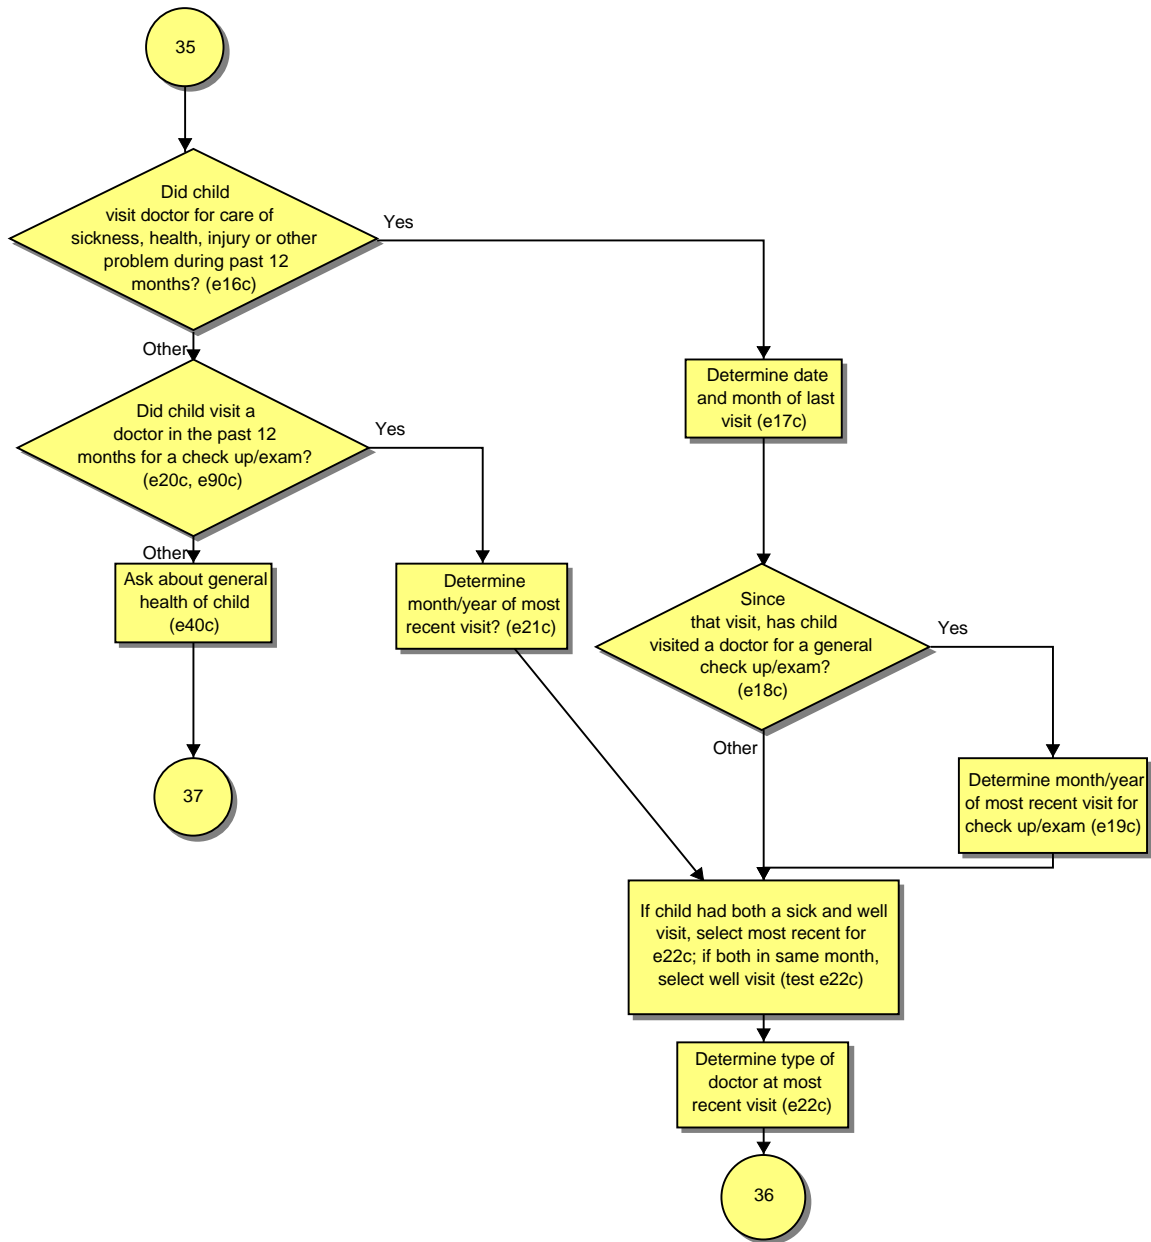 35
Did child
visit doctor for care of
sickness, health, injury or other
problem during past 12
months? (e16c)
Yes
Other
Determine date
and month of last
visit (e17c)
Did child visit a
doctor in the past 12
months for a check up/exam?
(e20c, e90c)
Yes
Other
Ask about general
health of child
(e40c)
Determine
month/year of most
recent visit? (e21c)
Since
that visit, has child
visited a doctor for a general
check up/exam?
(e18c)
Yes
Other
37
Determine month/year
of most recent visit for
check up/exam (e19c)
If child had both a sick and well
visit, select most recent for
e22c; if both in same month,
select well visit (test e22c)
Determine type of
doctor at most
recent visit (e22c)
36